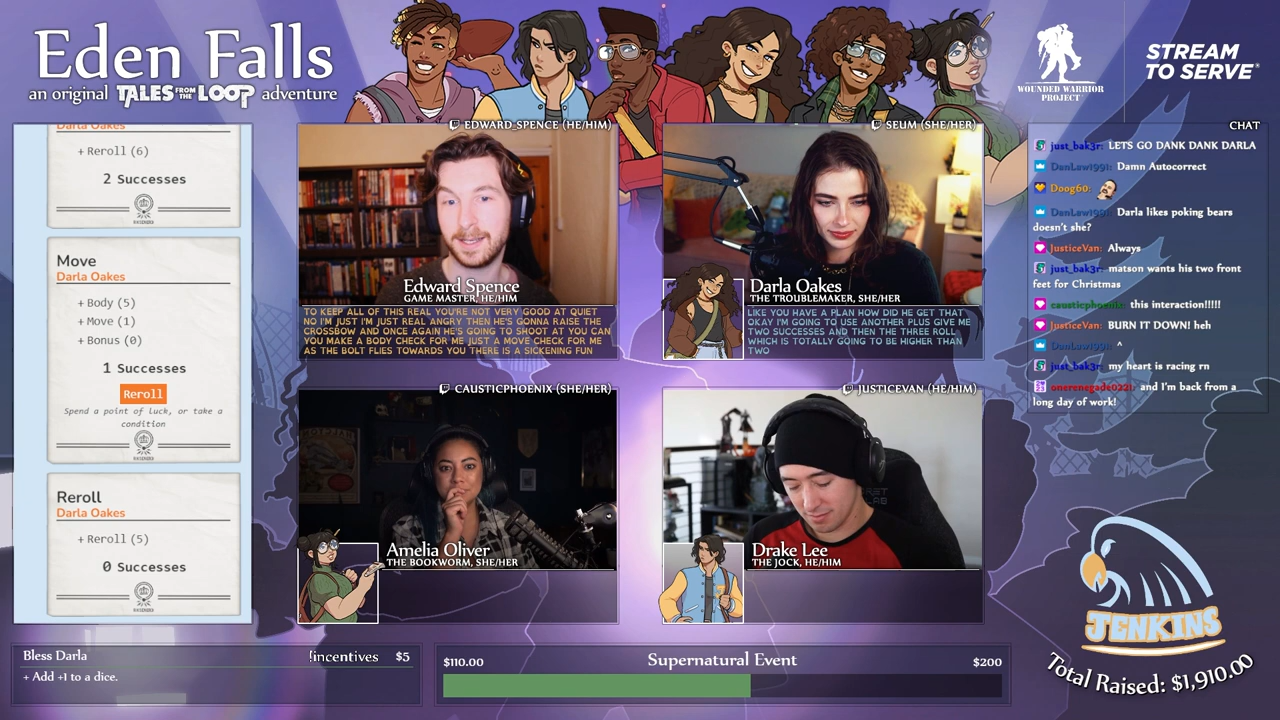 Eden Falls
an original TALES FROM THE LOOP adventure
WOUNDED WARRIOR
PROJECT
STREAM
TO SERVE
Darla Oakes
+ Reroll (6)
2 Successes
Move
Darla Oakes
+ Body (5)
+ Move (1)
+ Bonus (0)
1 Successes
Reroll
Spend a point of luck, or take a
condition
Reroll
Darla Oakes
+ Reroll (5)
0 Successes
EDWARD_SPENCE (HE/HIM)
Edward Spence
GAME MASTER, HE/HIM
TO KEEP ALL OF THIS REAL YOU'RE NOT VERY GOOD AT QUIET
NO I'M JUST I'M JUST REAL ANGRY THEN HE'S GONNA RAISE THE
CROSSBOW AND ONCE AGAIN HE'S GOING TO SHOOT AT YOU CAN
YOU MAKE A BODY CHECK FOR ME JUST A MOVE CHECK FOR ME
AS THE BOLT FLIES TOWARDS YOU THERE IS A SICKENING FUN
SEUM (SHE/HER)
Darla Oakes
THE TROUBLEMAKER, SHE/HER
LIKE YOU HAVE A PLAN HOW DID HE GET THAT
OKAY I'M GOING TO USE ANOTHER PLUS GIVE ME
TWO SUCCESSES AND THEN THE THREE ROLL
WHICH IS TOTALLY GOING TO BE HIGHER THAN
TWO
CAUSTICPHOENIX (SHE/HER)
Amelia Oliver
THE BOOKWORM, SHE/HER
JUSTICEVAN (HE/HIM)
Drake Lee
THE JOCK, HE/HIM
CHAT
just_bak3r: LETS GO DANK DANK DARLA
DanLaw1991: Damn Autocorrect
Doog60:
DanLaw1991: Darla likes poking bears
doesn't she?
JusticeVan: Always
just_bak3r: matson wants his two front
feet for Christmas
causticphoenix: this interaction!!!!!
JusticeVan: BURN IT DOWN! heh
DanLaw1991: ^
just_bak3r: my heart is racing rn
onerenegade0221: and I'm back from a
long day of work!
JENKINS
Total Raised: $1,910.00
Bless Darla
!incentives $5
+ Add +1 to a dice.
$110.00 Supernatural Event $200